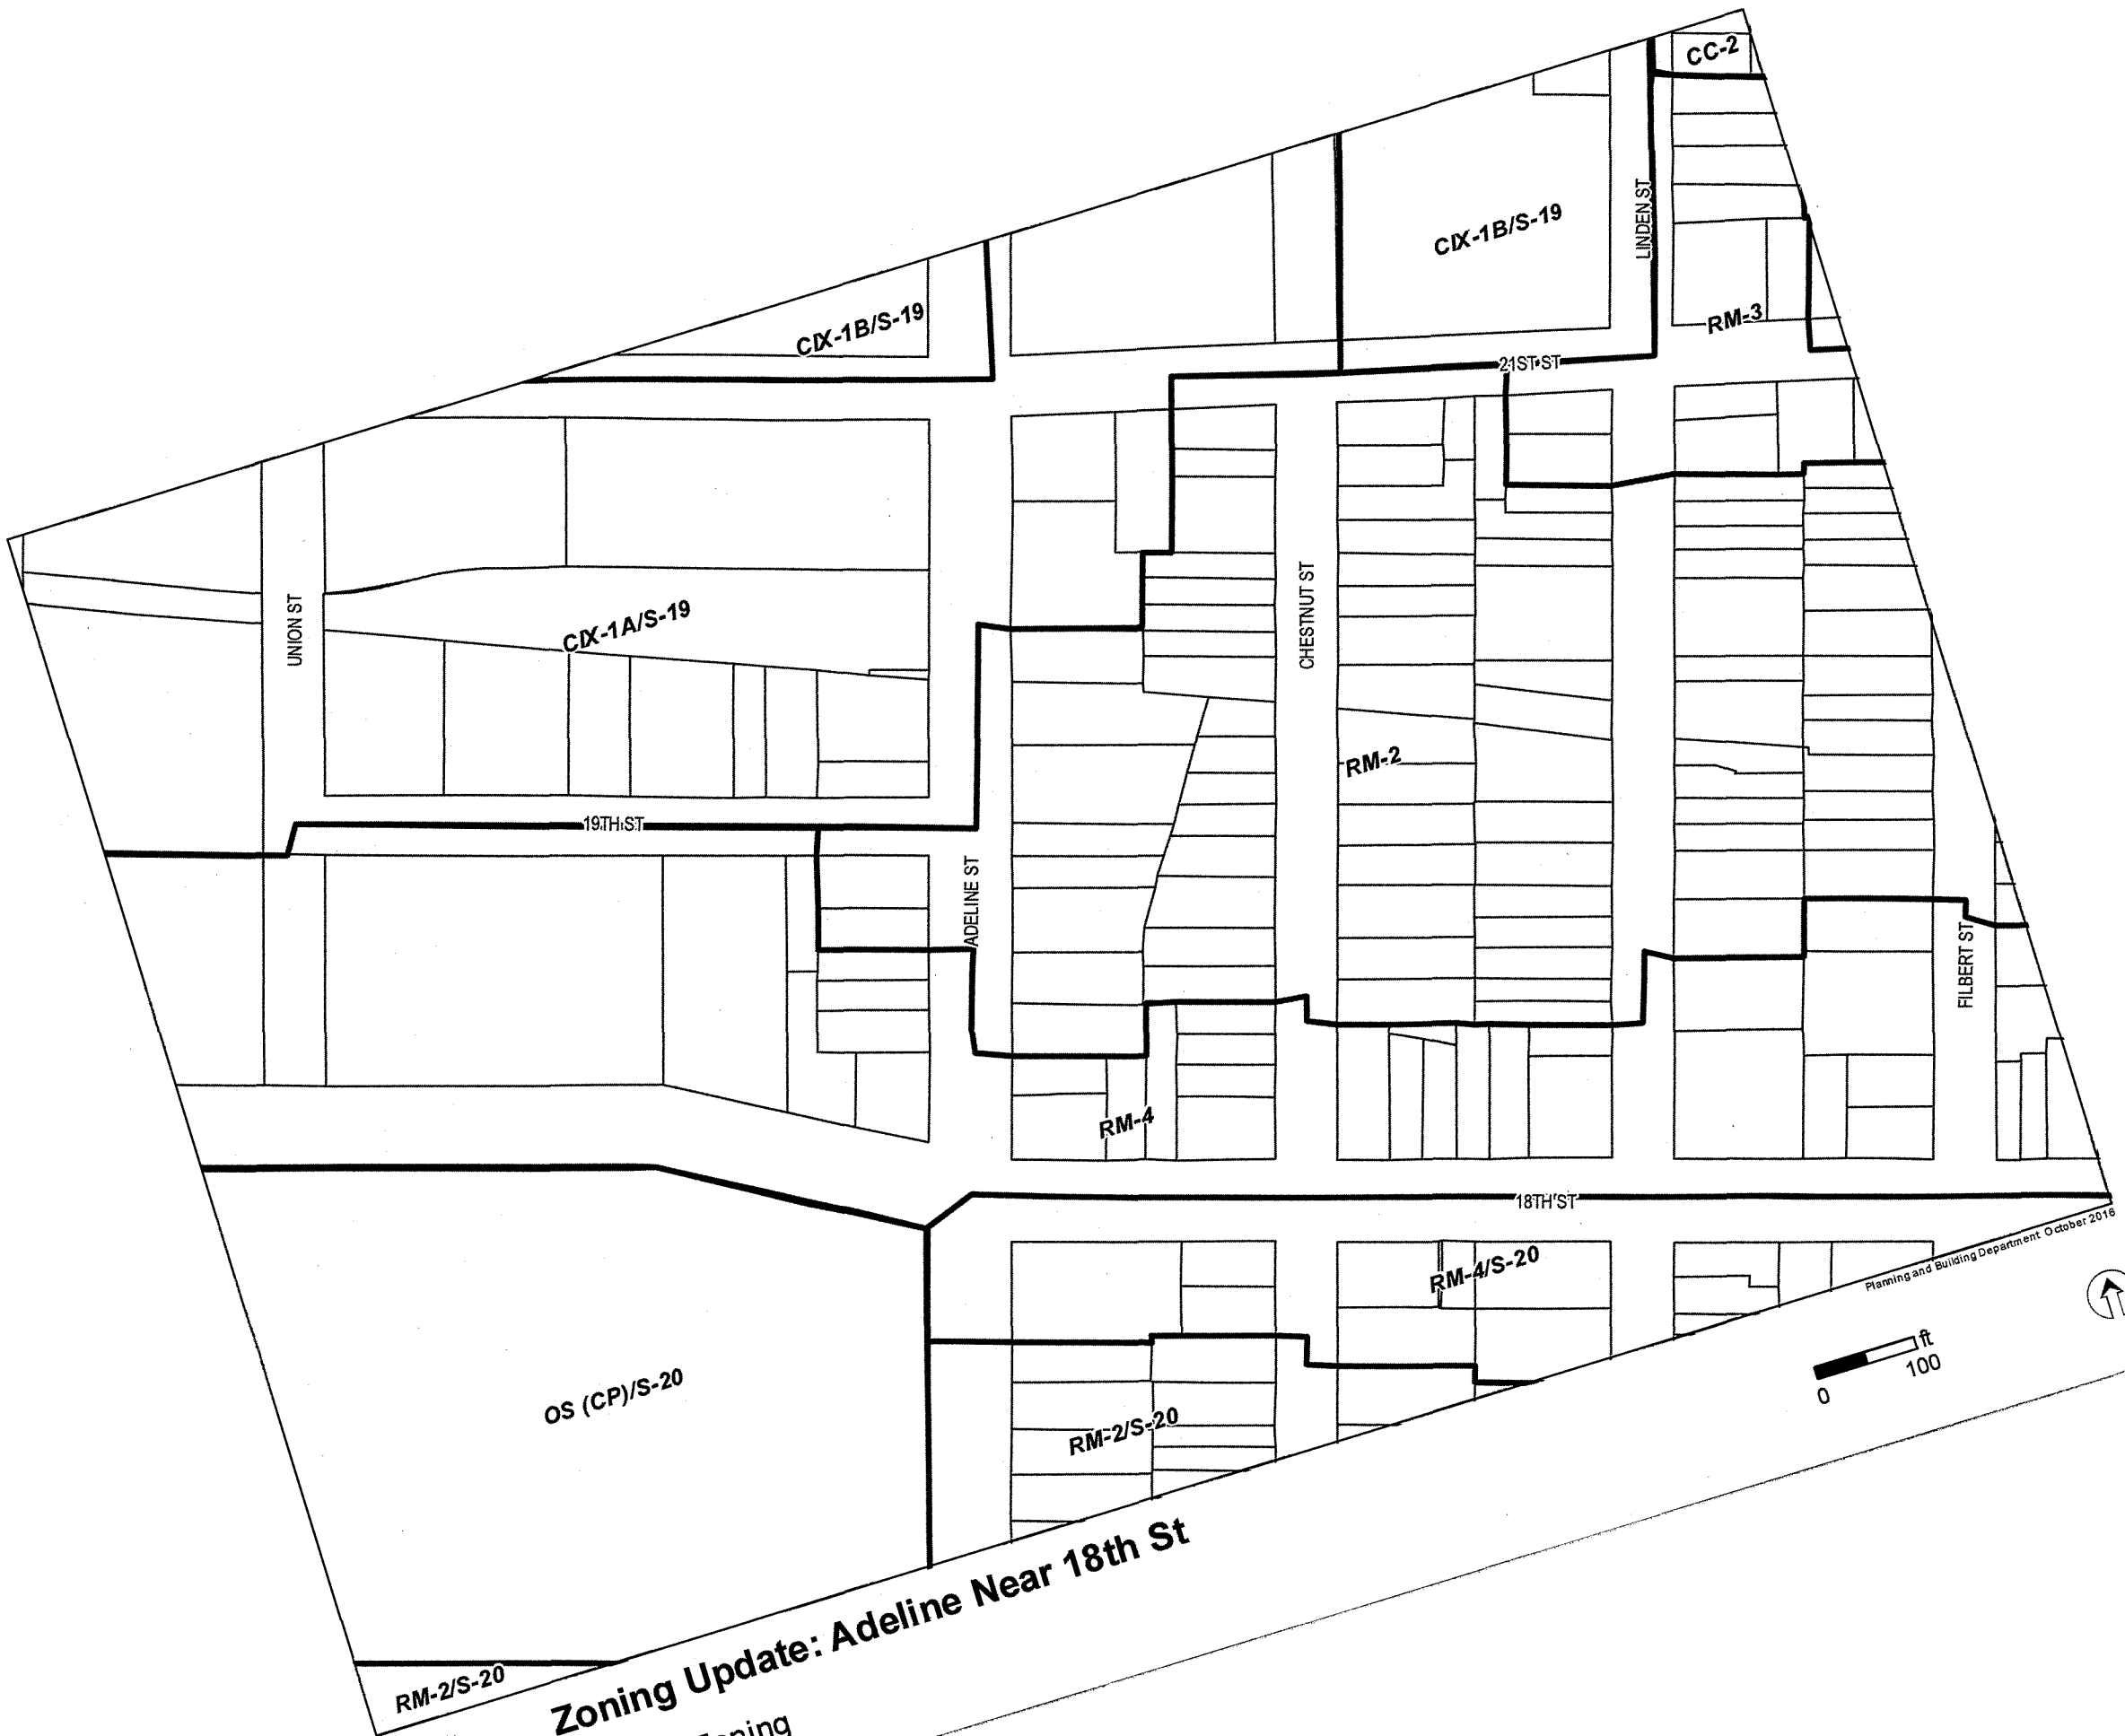 CC-2
LINDEN ST
CIX-1B/S-19
CIX-1B/S-19
RM-3
21ST ST
UNION ST
CIX-1A/S-19
CHESTNUT ST
RM-2
19TH ST
ADELINE ST
FILBERT ST
RM-4
18TH ST
Planning and Building Department October 2016
RM-4/S-20
ft
0
100
OS (CP)/S-20
RM-2/S-20
RM-2/S-20
Zoning Update: Adeline Near 18th St